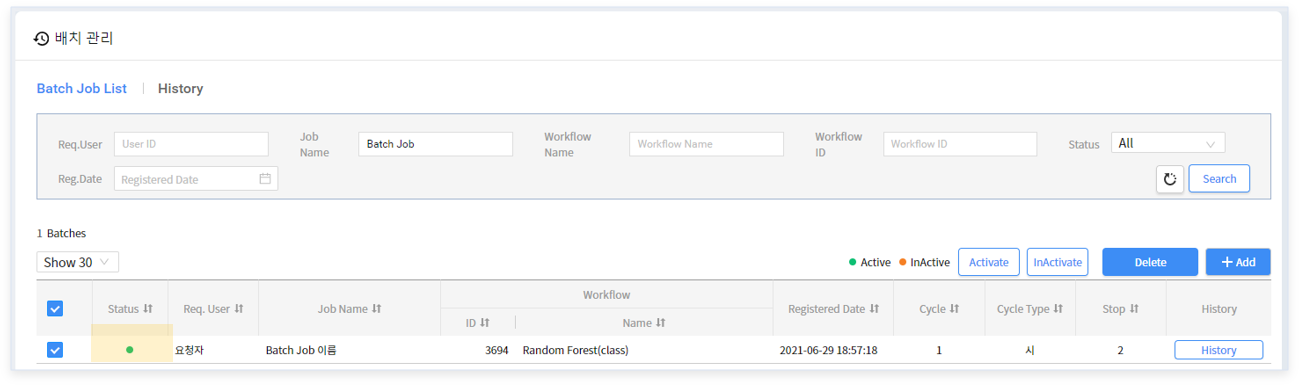 배치 관리
Batch Job List | History
Req.User User ID Job Name Batch Job Workflow Name Workflow Name Workflow ID Workflow ID Status All
Reg.Date Registered Date Search
1 Batches
Show 30 Active InActive Activate InActivate Delete + Add
Workflow
Status Req. User Job Name ID Name Registered Date Cycle Cycle Type Stop History
요청자 Batch Job 이름 3694 Random Forest(class) 2021-06-29 18:57:18 1 시 2 History